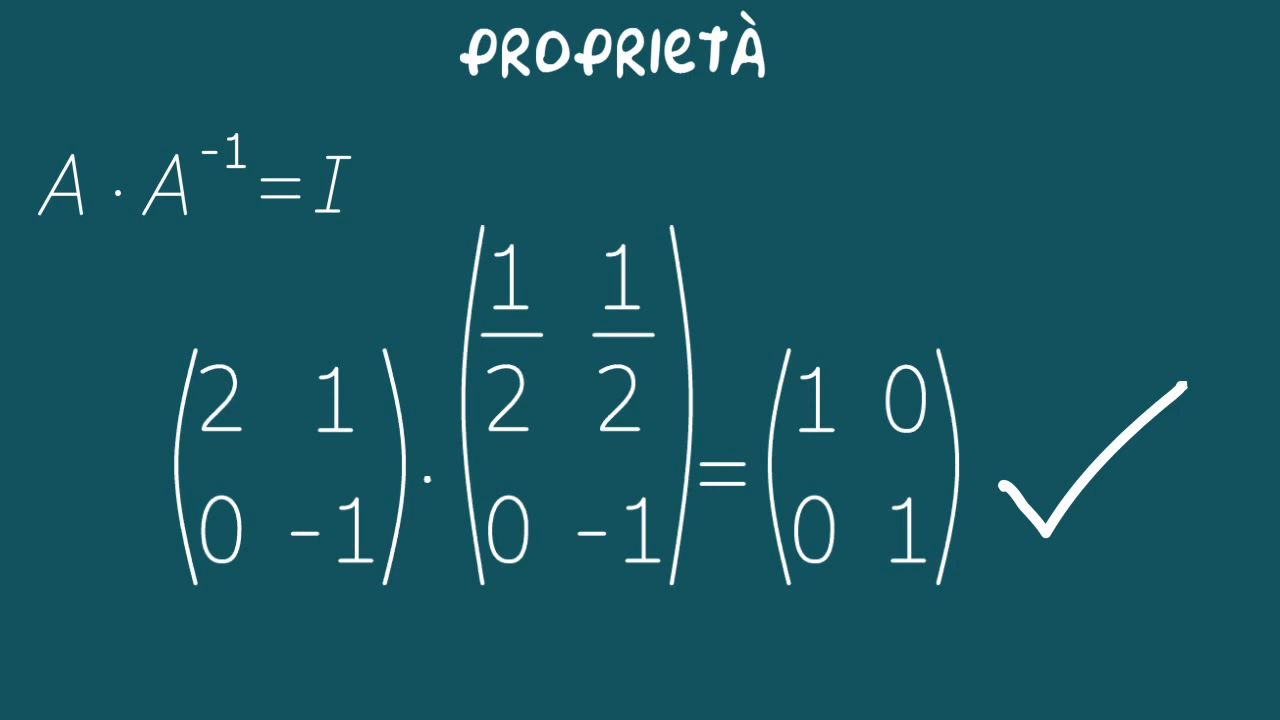 PROPRIETÀ
A · A⁻¹ = I
1 1
2 1 2 2 1 0
· =
0 -1 0 -1 0 1